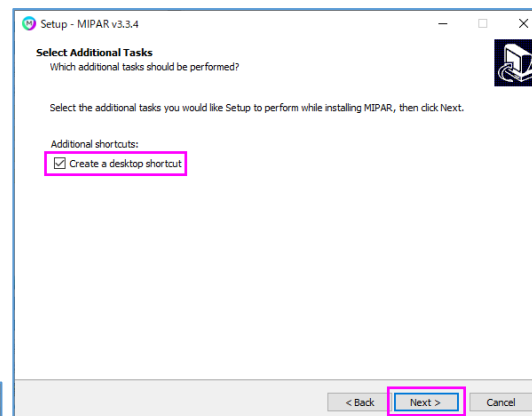 Setup - MIPAR v3.3.4
Select Additional Tasks
Which additional tasks should be performed?
Select the additional tasks you would like Setup to perform while installing MIPAR, then click Next.
Additional shortcuts:
Create a desktop shortcut
< Back Next > Cancel